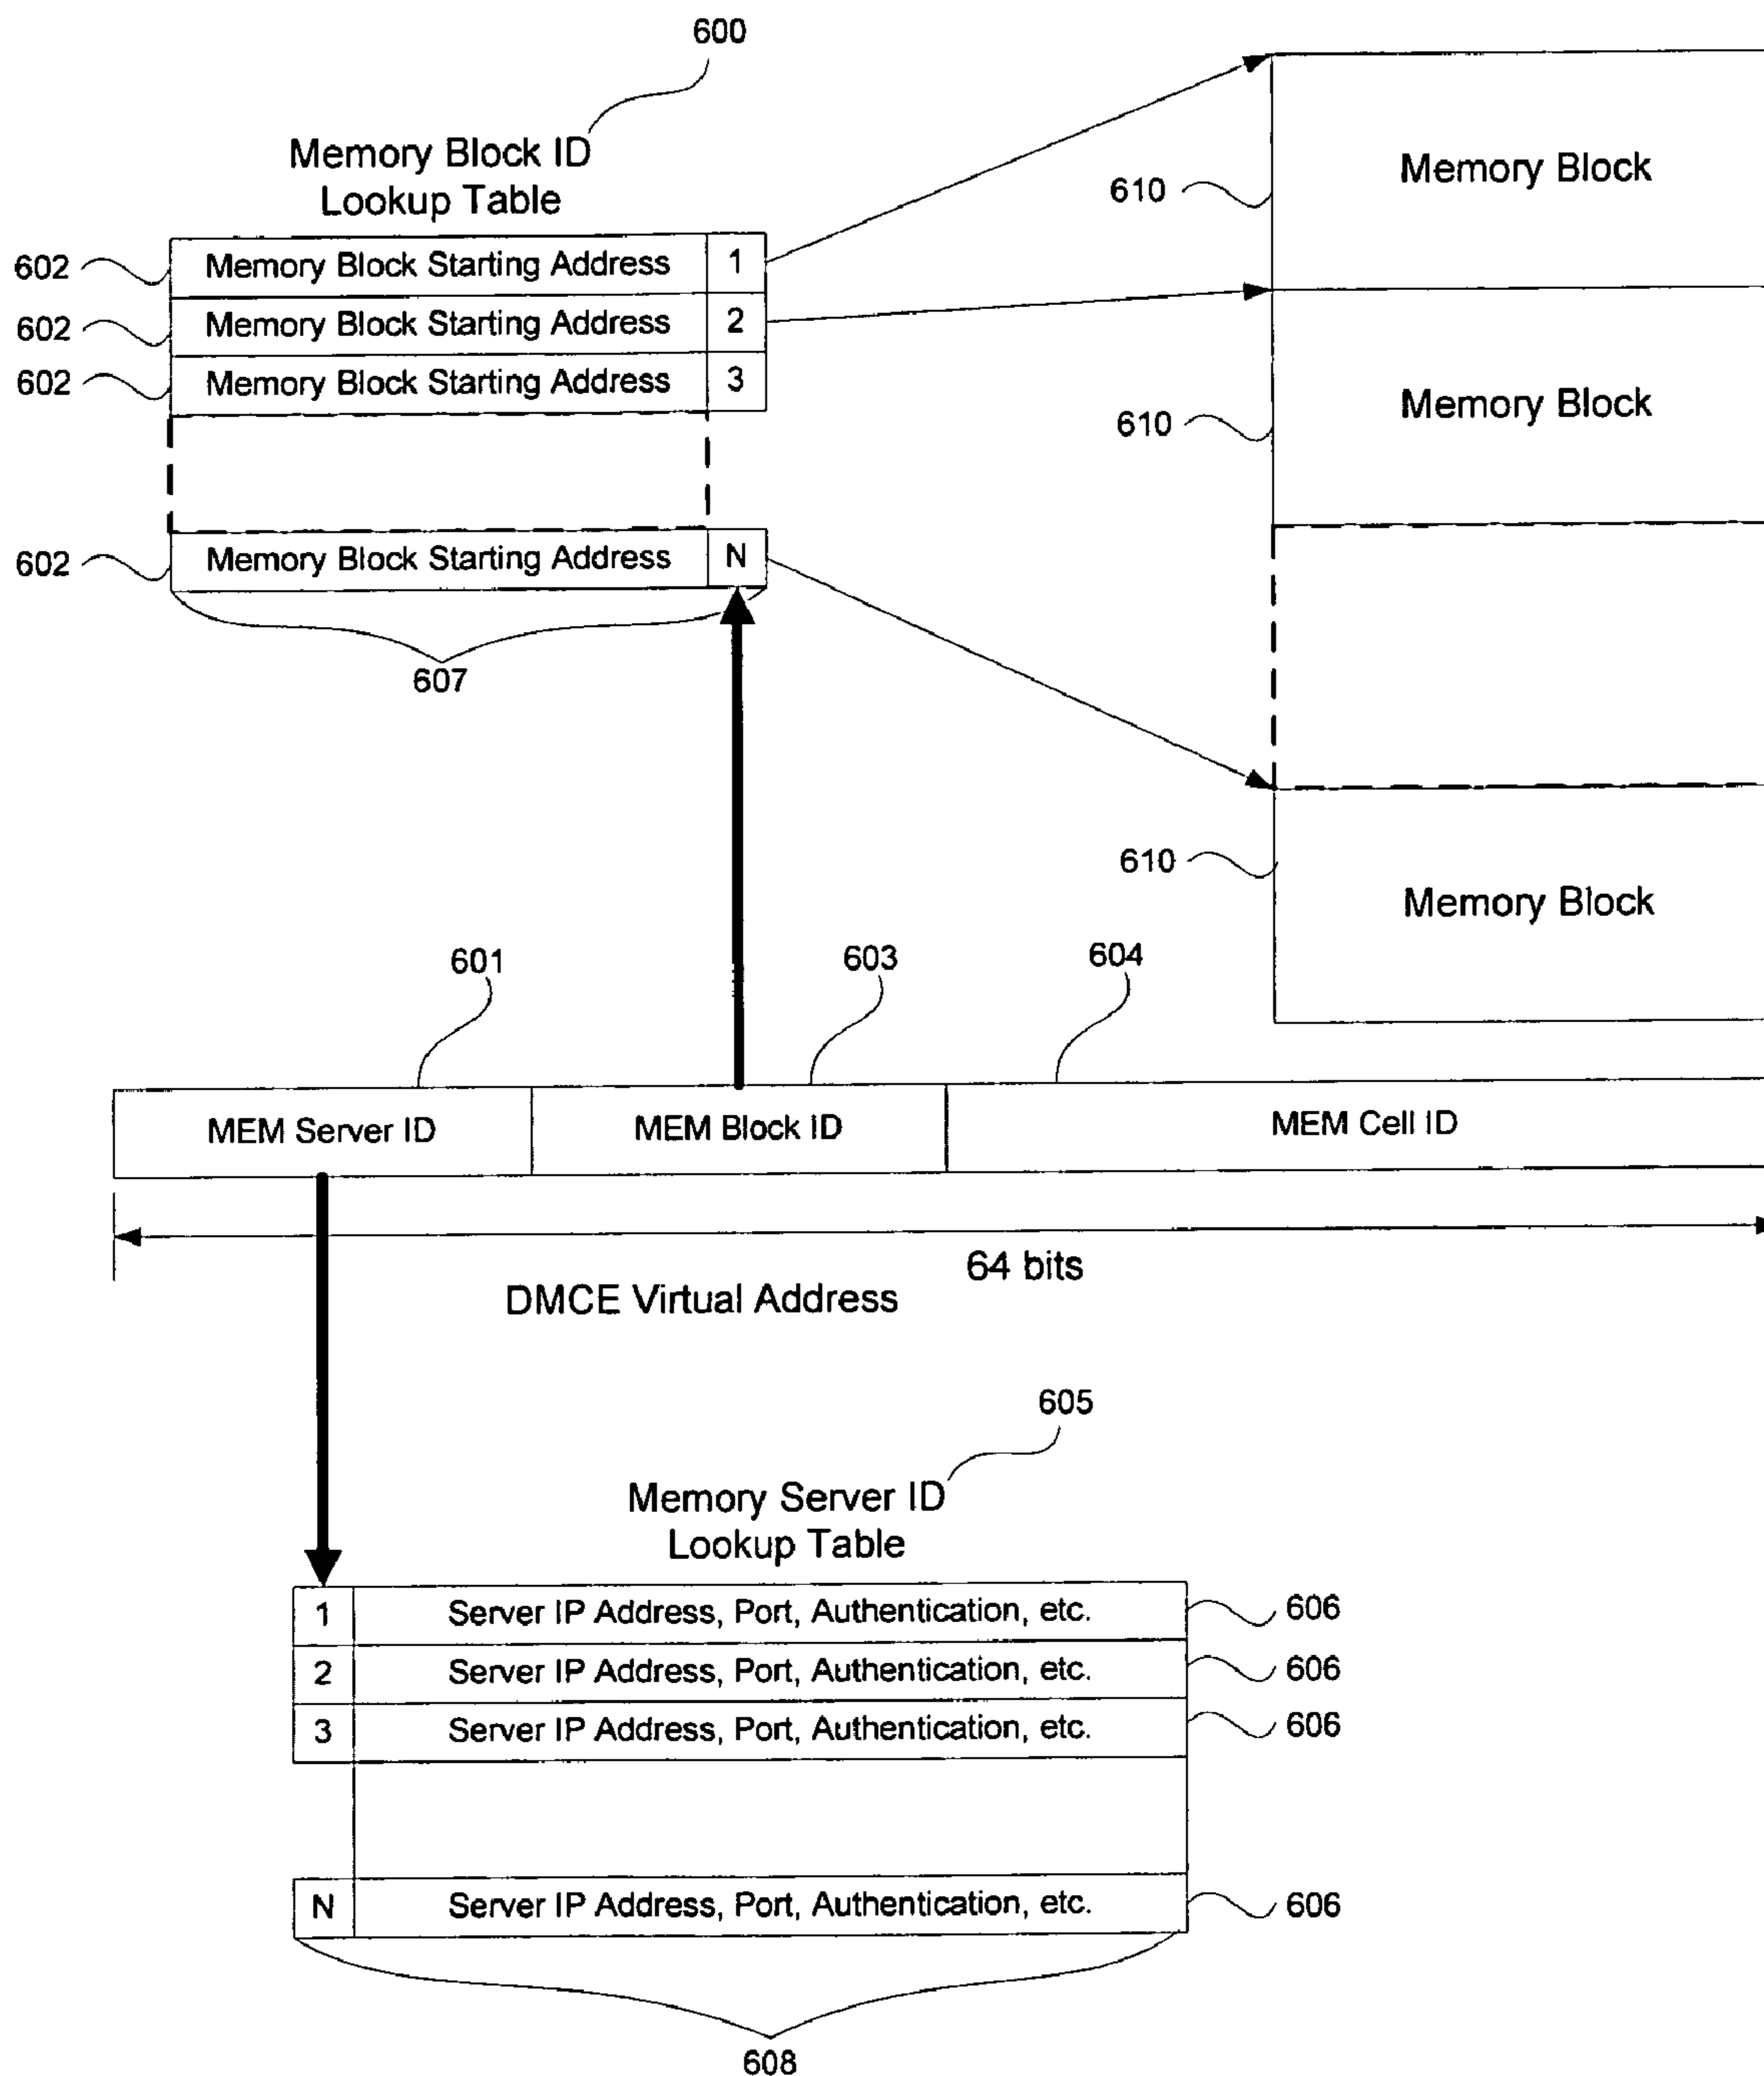 600
Memory Block ID
Lookup Table
602
Memory Block Starting Address 1
602
Memory Block Starting Address 2
602
Memory Block Starting Address 3
602
Memory Block Starting Address N
607
610
Memory Block
610
Memory Block
610
Memory Block
601
603
604
MEM Server ID
MEM Block ID
MEM Cell ID
64 bits
DMCE Virtual Address
605
Memory Server ID
Lookup Table
1 Server IP Address, Port, Authentication, etc.
606
2 Server IP Address, Port, Authentication, etc.
606
3 Server IP Address, Port, Authentication, etc.
606
N Server IP Address, Port, Authentication, etc.
606
608